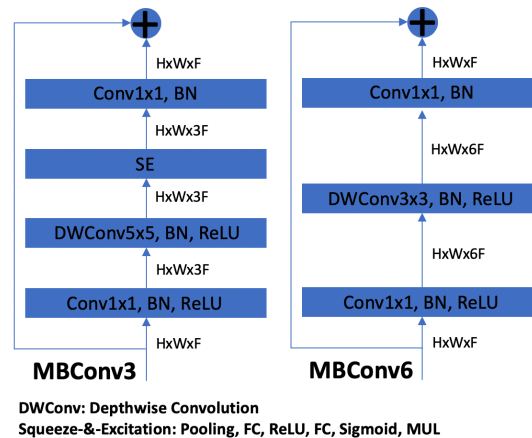 HxWxF
Conv1x1, BN
HxWx3F
SE
HxWx3F
DWConv5x5, BN, ReLU
HxWx3F
Conv1x1, BN, ReLU
HxWxF
MBConv3
HxWxF
Conv1x1, BN
HxWx6F
DWConv3x3, BN, ReLU
HxWx6F
Conv1x1, BN, ReLU
HxWxF
MBConv6
DWConv: Depthwise Convolution
Squeeze-&-Excitation: Pooling, FC, ReLU, FC, Sigmoid, MUL